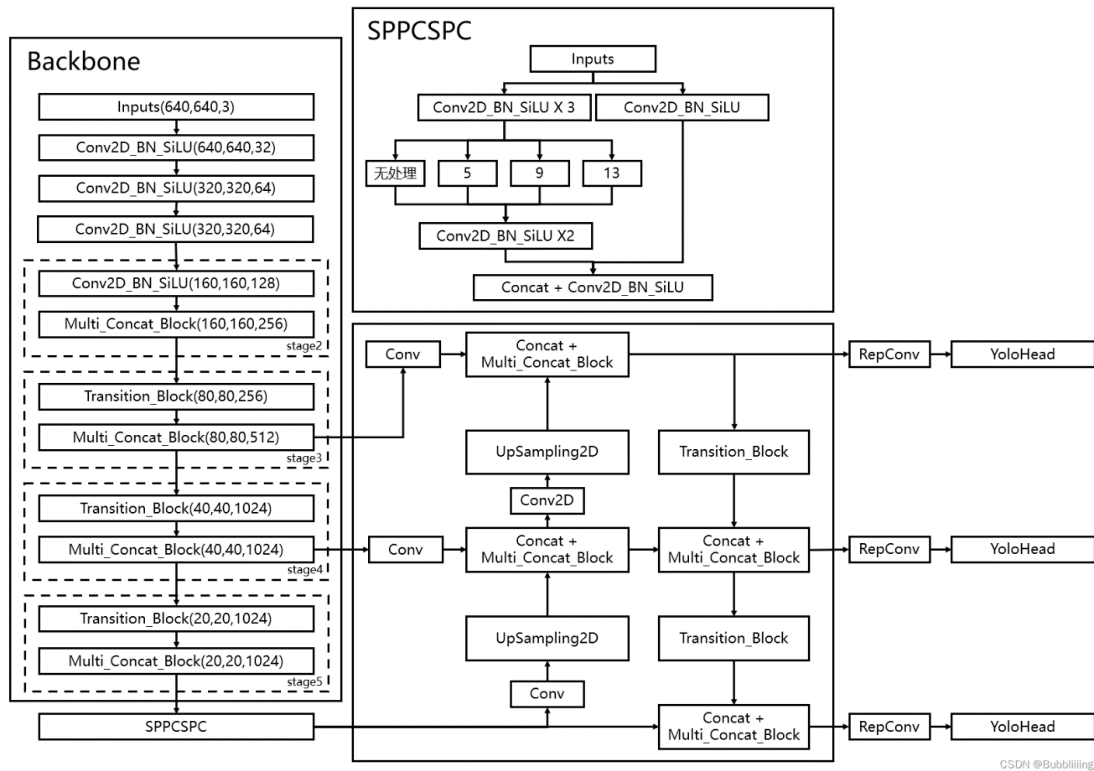 Backbone
Inputs(640,640,3)
Conv2D_BN_SiLU(640,640,32)
Conv2D_BN_SiLU(320,320,64)
Conv2D_BN_SiLU(320,320,64)
Conv2D_BN_SiLU(160,160,128)
Multi_Concat_Block(160,160,256)
stage2
Transition_Block(80,80,256)
Multi_Concat_Block(80,80,512)
stage3
Transition_Block(40,40,1024)
Multi_Concat_Block(40,40,1024)
stage4
Transition_Block(20,20,1024)
Multi_Concat_Block(20,20,1024)
stage5
SPPCSPC
SPPCSPC
Inputs
Conv2D_BN_SiLU X 3
Conv2D_BN_SiLU
无处理
5
9
13
Conv2D_BN_SiLU X2
Concat + Conv2D_BN_SiLU
Conv
Concat +
Multi_Concat_Block
RepConv
YoloHead
UpSampling2D
Transition_Block
Conv2D
Conv
Concat +
Multi_Concat_Block
Concat +
Multi_Concat_Block
RepConv
YoloHead
UpSampling2D
Transition_Block
Conv
Concat +
Multi_Concat_Block
RepConv
YoloHead
CSDN @Bubbliiiing